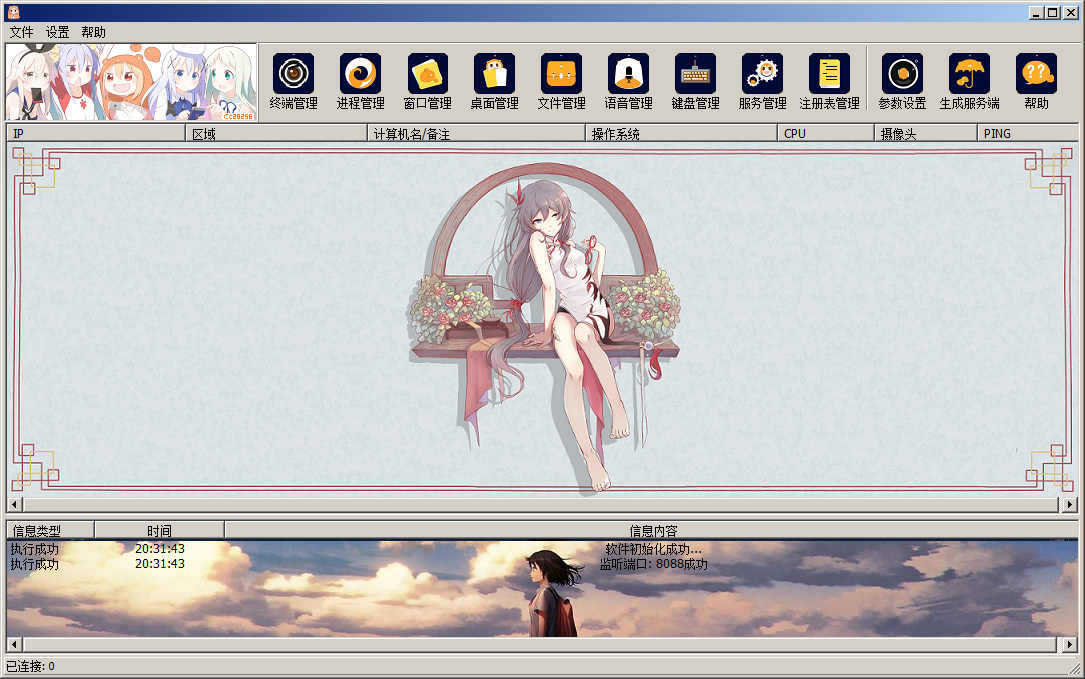 文件 设置 帮助
Cc28256
终端管理 进程管理 窗口管理 桌面管理 文件管理 语音管理 键盘管理 服务管理 注册表管理 参数设置 生成服务端 帮助
IP 区域 计算机名/备注 操作系统 CPU 摄像头 PING
信息类型 时间 信息内容
执行成功 20:31:43 软件初始化成功...
执行成功 20:31:43 监听端口: 8088成功
已连接: 0